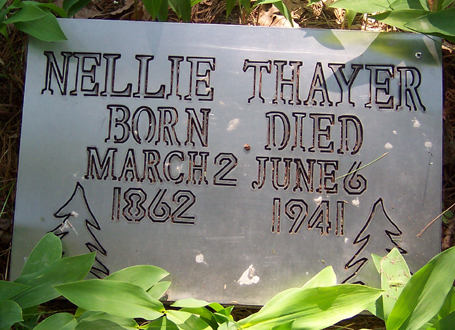 NELLIE THAYER
BORN DIED
MARCH 2 JUNE 6
1862 1941